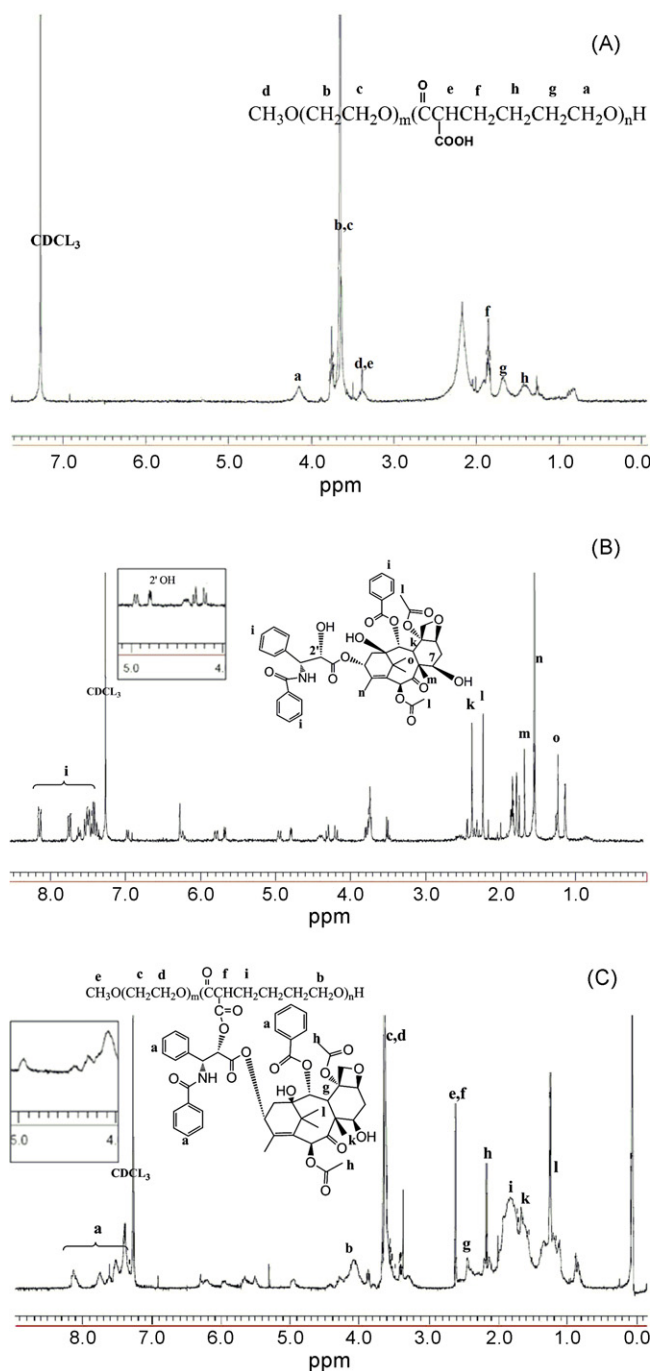 (A)
d b c O e f h g a
CH3O(CH2CH2O)m(CCHCH2CH2CH2CH2O)nH
COOH
CDCL3
b,c
a
d,e
f
g
h
7.0 6.0 5.0 4.0 3.0 2.0 1.0 0.0
ppm
(B)
2' OH
5.0 4.
i
O
O
l
O
O
O
k
OH
HO
7
i
2'
O
o
O
NH
O
n
m
O
OH
O
O
l
O
i
CDCL3
i
k
l
m
n
o
8.0 7.0 6.0 5.0 4.0 3.0 2.0 1.0
ppm
(C)
e c d O f i b
CH3O(CH2CH2O)m(CCHCH2CH2CH2CH2O)nH
C=O
O
a
a
h
O
O
O
O
O
O
O
g
NH
O
HO
l
O
k
OH
O
a
O
h
O
5.0 4.
CDCL3
a
b
c,d
e,f
g
h
i
k
l
8.0 7.0 6.0 5.0 4.0 3.0 2.0 1.0 0.0
ppm